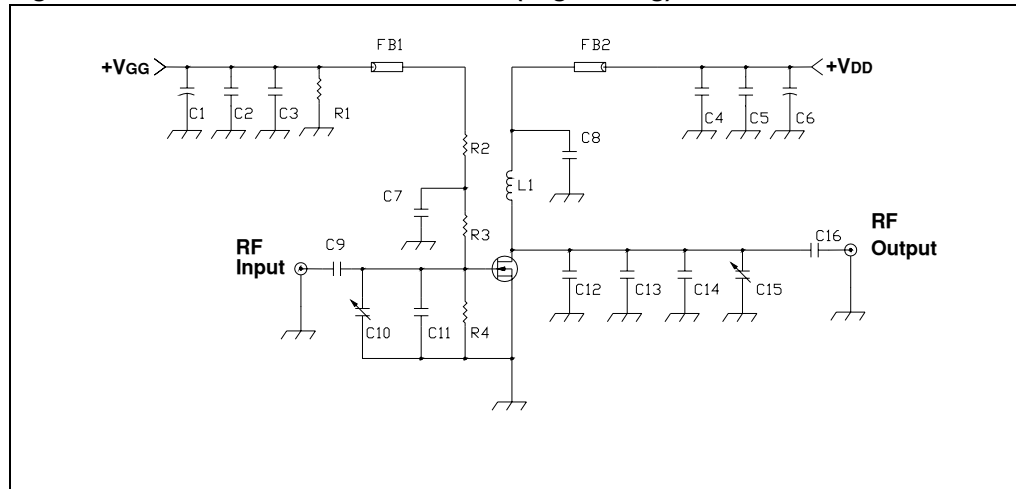 FB1
FB2
+VGG
+VDD
C1
C2
C3
R1
C4
C5
C6
R2
C8
C7
L1
R3
RF
Input
C9
RF
Output
C16
C12
C13
C14
C15
C10
C11
R4